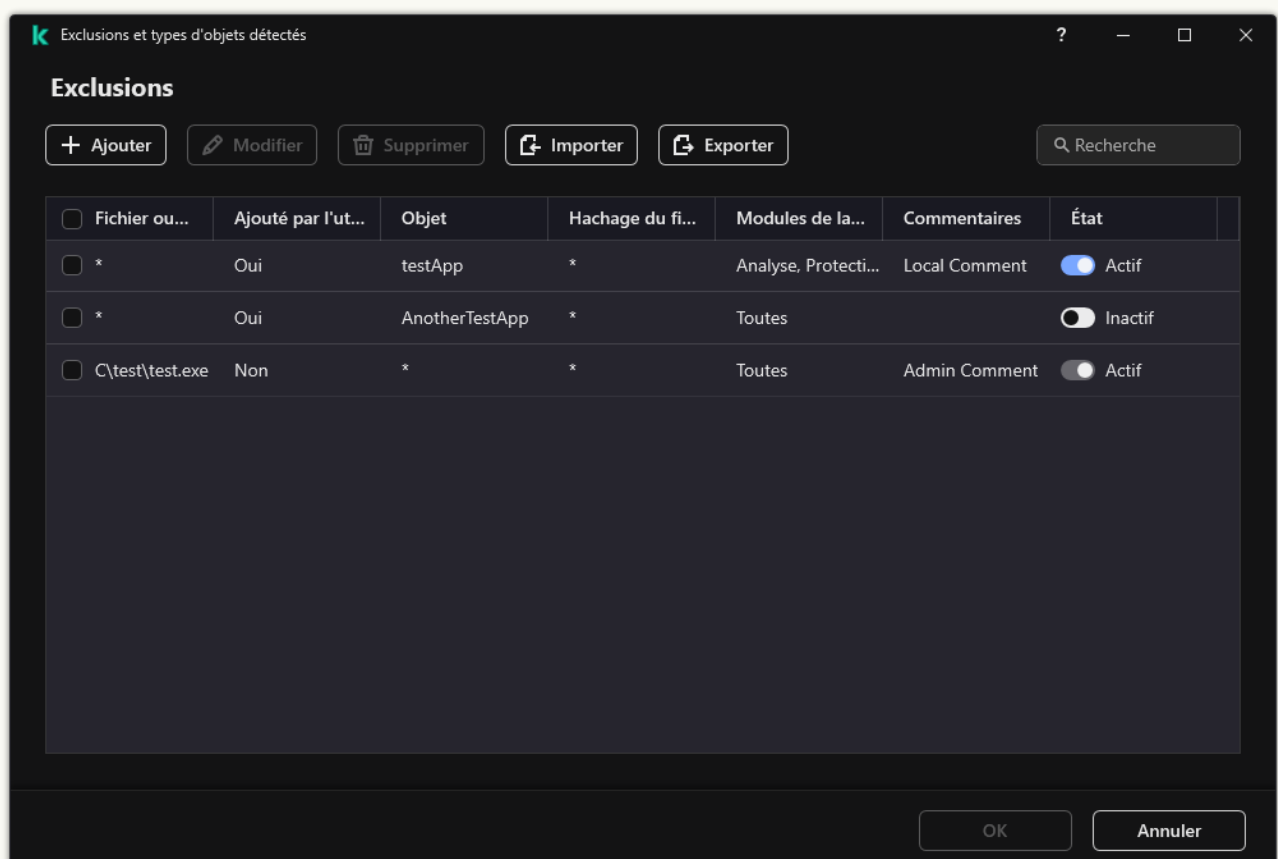 Exclusions et types d'objets détectés ?
Exclusions
Ajouter Modifier Supprimer Importer Exporter Recherche
Fichier ou... Ajouté par l'ut... Objet Hachage du fi... Modules de la... Commentaires État
* Oui testApp * Analyse, Protecti... Local Comment Actif
* Oui AnotherTestApp * Toutes Inactif
C\test\test.exe Non * * Toutes Admin Comment Actif
OK Annuler